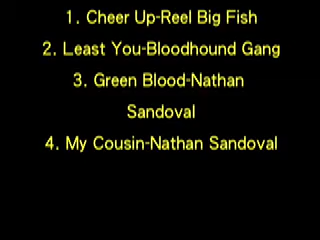 1. Cheer Up-Reel Big Fish
2. Least You-Bloodhound Gang
3. Green Blood-Nathan
Sandoval
4. My Cousin-Nathan Sandoval